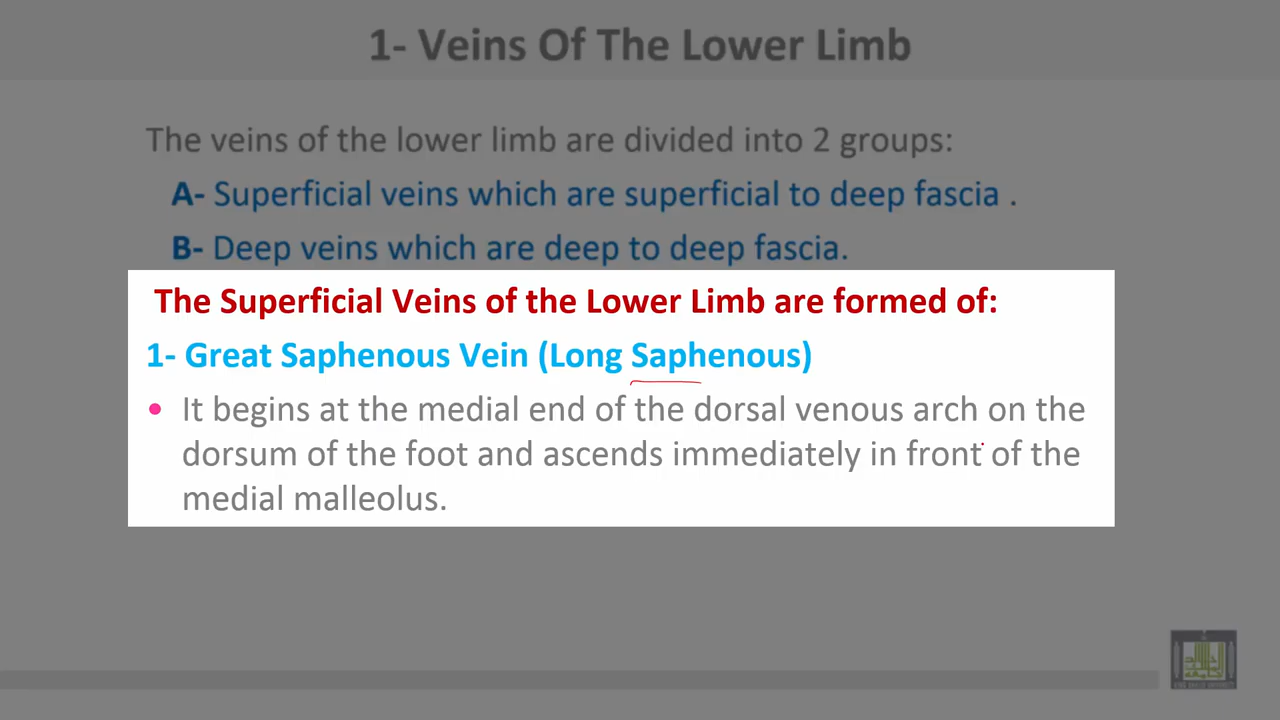 1- Veins Of The Lower Limb
The veins of the lower limb are divided into 2 groups:
A- Superficial veins which are superficial to deep fascia .
B- Deep veins which are deep to deep fascia.
The Superficial Veins of the Lower Limb are formed of:
1- Great Saphenous Vein (Long Saphenous)
• It begins at the medial end of the dorsal venous arch on the
dorsum of the foot and ascends immediately in front of the
medial malleolus.